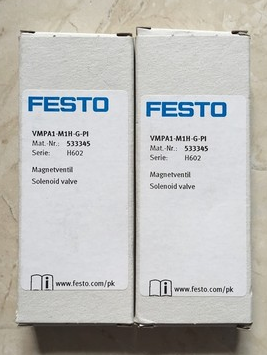 FESTO
VMPA1-M1H-G-PI
Mat.-Nr.: 533345
Serie: H602
Magnetventil
Solenoid valve
www.festo.com/pk
FESTO
VMPA1-M1H-G-PI
Mat.-Nr.: 533345
Serie: H602
Magnetventil
Solenoid valve
www.festo.com/pk